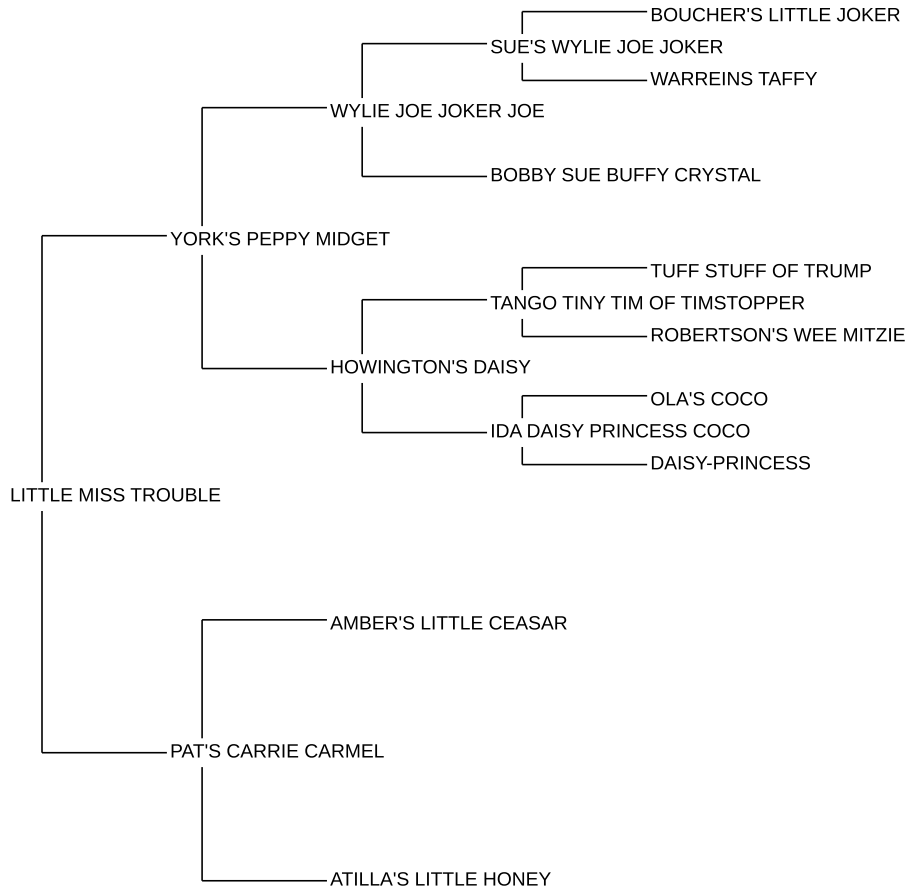 BOUCHER'S LITTLE JOKER
SUE'S WYLIE JOE JOKER
WARREINS TAFFY
WYLIE JOE JOKER JOE
BOBBY SUE BUFFY CRYSTAL
YORK'S PEPPY MIDGET
TUFF STUFF OF TRUMP
TANGO TINY TIM OF TIMSTOPPER
ROBERTSON'S WEE MITZIE
HOWINGTON'S DAISY
OLA'S COCO
IDA DAISY PRINCESS COCO
DAISY-PRINCESS
LITTLE MISS TROUBLE
AMBER'S LITTLE CEASAR
PAT'S CARRIE CARMEL
ATILLA'S LITTLE HONEY